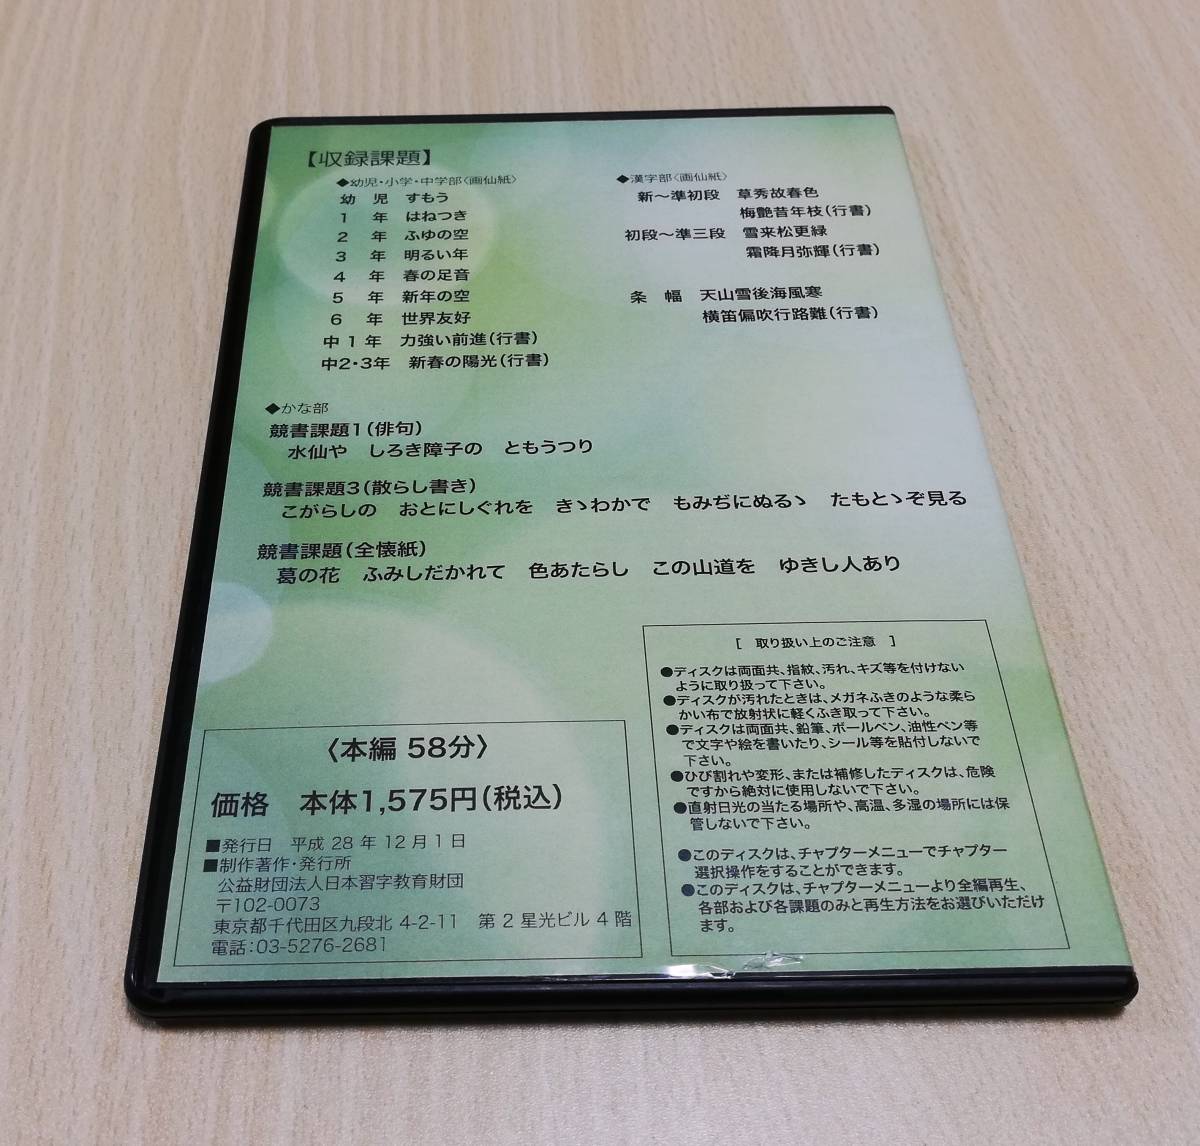 【収録課題】
◆幼児・小学・中学部〈画仙紙〉
幼 児 すもう
1 年 はねつき
2 年 ふゆの空
3 年 明るい年
4 年 春の足音
5 年 新年の空
6 年 世界友好
中1年 力強い前進(行書)
中2・3年 新春の陽光(行書)
◆漢字部〈画仙紙〉
新〜準初段 草秀故春色
梅艶昔年枝(行書)
初段〜準三段 雪来松更緑
霜降月弥輝(行書)
条 幅 天山雪後海風寒
横笛偏吹行路難(行書)
◆かな部
競書課題1(俳句)
水仙や しろき障子の ともうつり
競書課題3(散らし書き)
こがらしの おとにしぐれを きゝわかで もみぢにぬるゝ たもとゝぞ見る
競書課題(全懐紙)
葛の花 ふみしだかれて 色あたらし この山道を ゆきし人あり
〈本編 58分〉
価格 本体1,575円(税込)
■発行日 平成 28 年 12 月 1 日
■制作著作・発行所
公益財団法人日本習字教育財団
〒102-0073
東京都千代田区九段北 4-2-11 第 2 星光ビル 4 階
電話:03-5276-2681
[ 取り扱い上のご注意 ]
●ディスクは両面共、指紋、汚れ、キズ等を付けない
ように取り扱って下さい。
●ディスクが汚れたときは、メガネふきのような柔ら
かい布で放射状に軽くふき取って下さい。
●ディスクは両面共、鉛筆、ボールペン、油性ペン等
で文字や絵を書いたり、シール等を貼付しないで
下さい。
●ひび割れや変形、または補修したディスクは、危険
ですから絶対に使用しないで下さい。
●直射日光の当たる場所や、高温、多湿の場所には保
管しないで下さい。
●このディスクは、チャプターメニューでチャプター
選択操作をすることができます。
●このディスクは、チャプターメニューより全編再生、
各部および各課題のみと再生方法をお選びいただけ
ます。